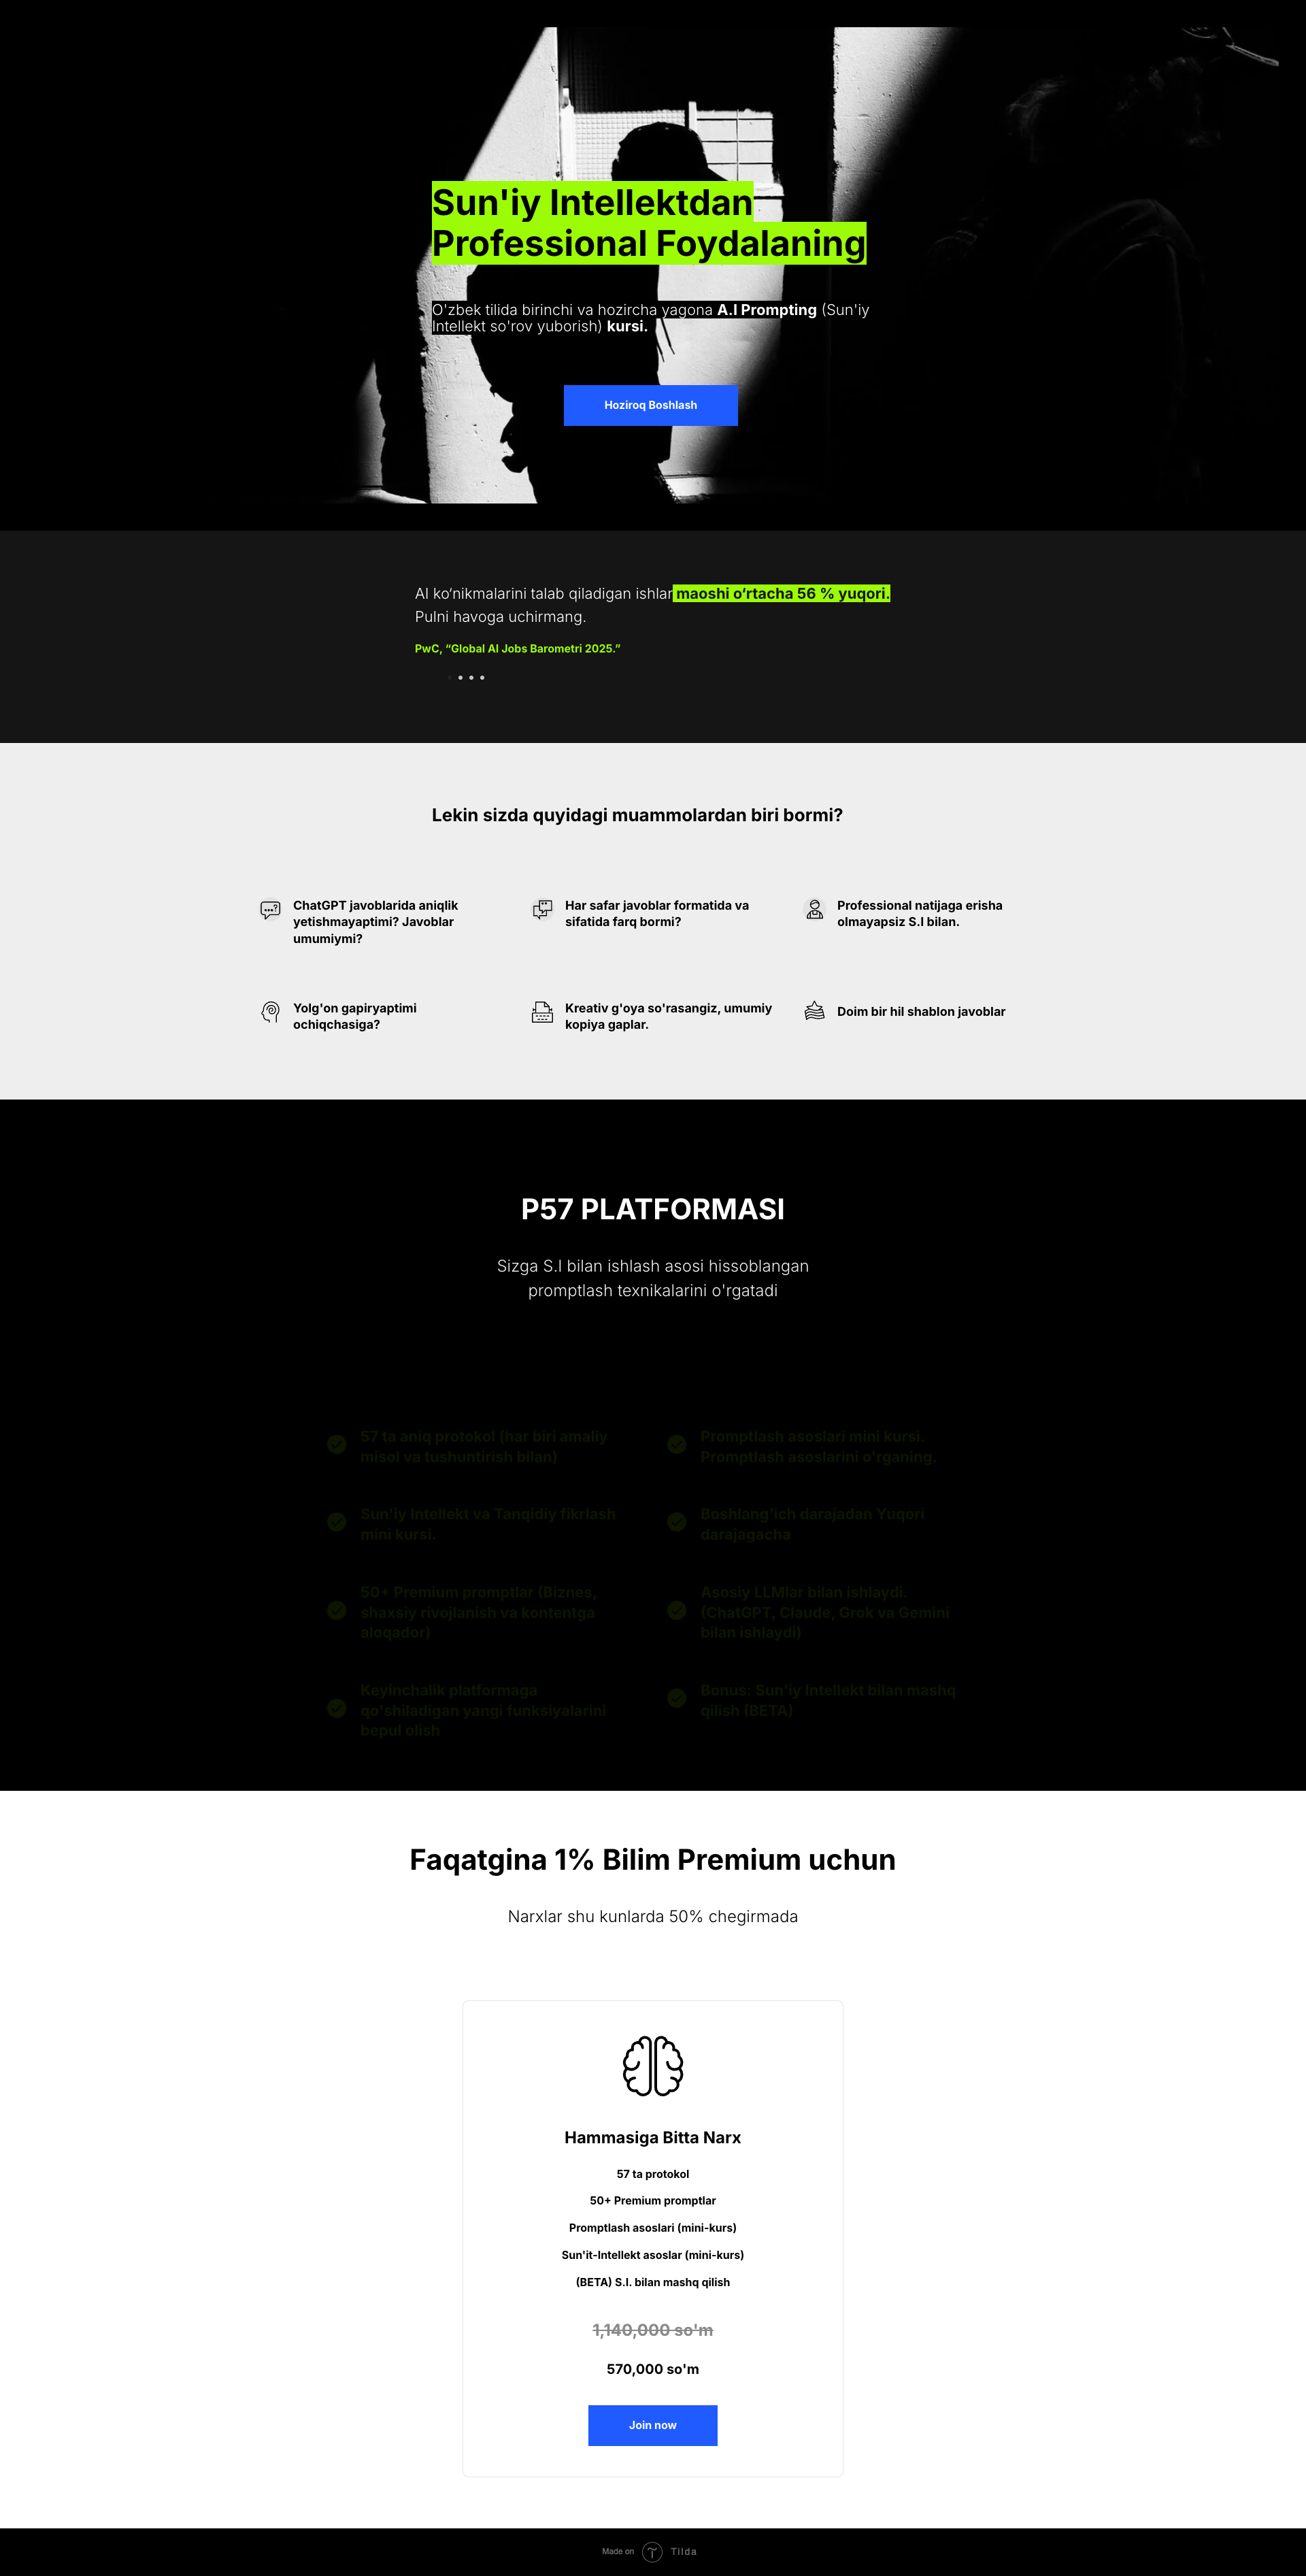 Sun'iy Intellektdan
Professional Foydalaning
O'zbek tilida birinchi va hozircha yagona A.I Prompting (Sun'iy
Intellekt so'rov yuborish) kursi.
Hoziroq Boshlash
AI ko‘nikmalarini talab qiladigan ishlar maoshi o‘rtacha 56 % yuqori.
Pulni havoga uchirmang.
PwC, “Global AI Jobs Barometri 2025.”
Lekin sizda quyidagi muammolardan biri bormi?
ChatGPT javoblarida aniqlik
yetishmayaptimi? Javoblar
umumiymi?
Har safar javoblar formatida va
sifatida farq bormi?
Professional natijaga erisha
olmayapsiz S.I bilan.
Yolg'on gapiryaptimi
ochiqchasiga?
Kreativ g'oya so'rasangiz, umumiy
kopiya gaplar.
Doim bir hil shablon javoblar
P57 PLATFORMASI
Sizga S.I bilan ishlash asosi hissoblangan
promptlash texnikalarini o'rgatadi
57 ta aniq protokol (har biri amaliy
misol va tushuntirish bilan)
Promptlash asoslari mini kursi.
Promptlash asoslarini o'rganing.
Sun'iy Intellekt va Tanqidiy fikrlash
mini kursi.
Boshlang'ich darajadan Yuqori
darajagacha
50+ Premium promptlar (Biznes,
shaxsiy rivojlanish va kontentga
aloqador)
Asosiy LLMlar bilan ishlaydi.
(ChatGPT, Claude, Grok va Gemini
bilan ishlaydi)
Keyinchalik platformaga
qo'shiladigan yangi funksiyalarini
bepul olish
Bonus: Sun'iy Intellekt bilan mashq
qilish (BETA)
Faqatgina 1% Bilim Premium uchun
Narxlar shu kunlarda 50% chegirmada
Hammasiga Bitta Narx
57 ta protokol
50+ Premium promptlar
Promptlash asoslari (mini-kurs)
Sun'it-Intellekt asoslar (mini-kurs)
(BETA) S.I. bilan mashq qilish
1,140,000 so'm
570,000 so'm
Join now
Made on Tilda